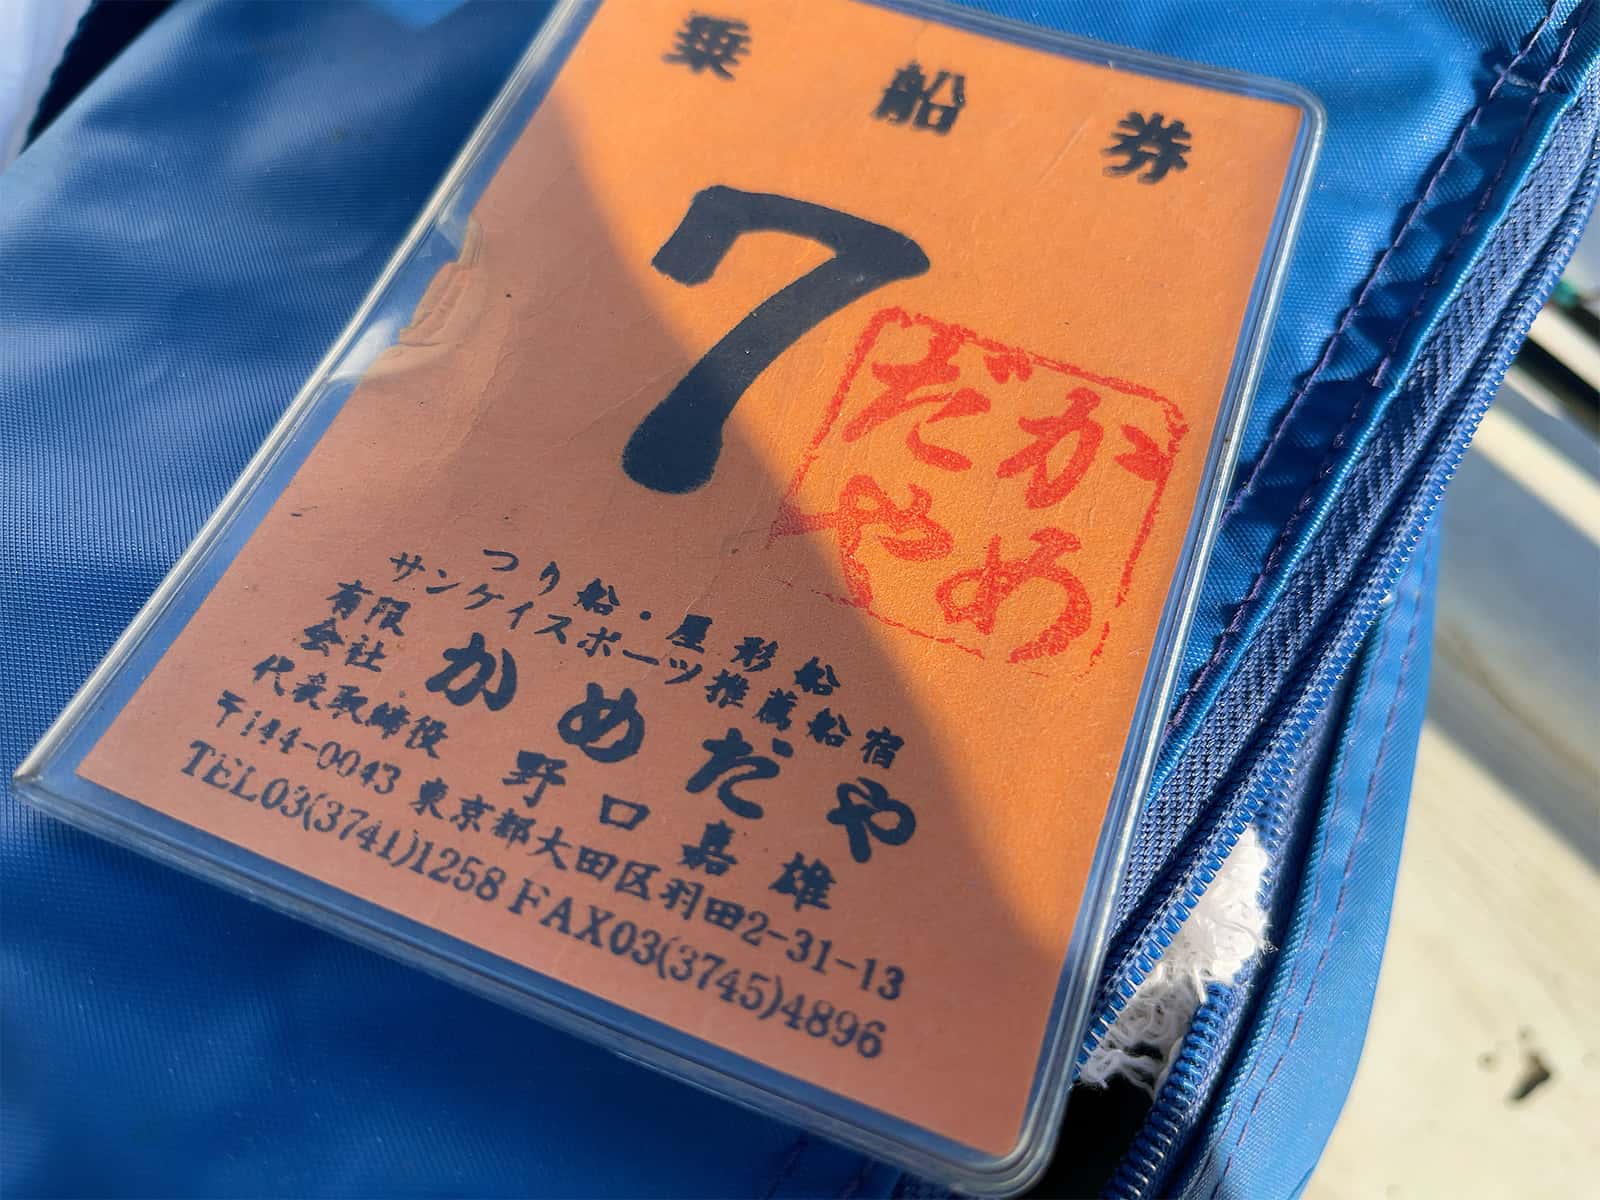 乗船券
7
かめ
だや
つり船・屋形船
サンケイスポーツ推薦船宿
有限会社 かめだや
代表取締役 野口嘉雄
〒144-0043 東京都大田区羽田2-31-13
TEL03(3741)1258 FAX03(3745)4896